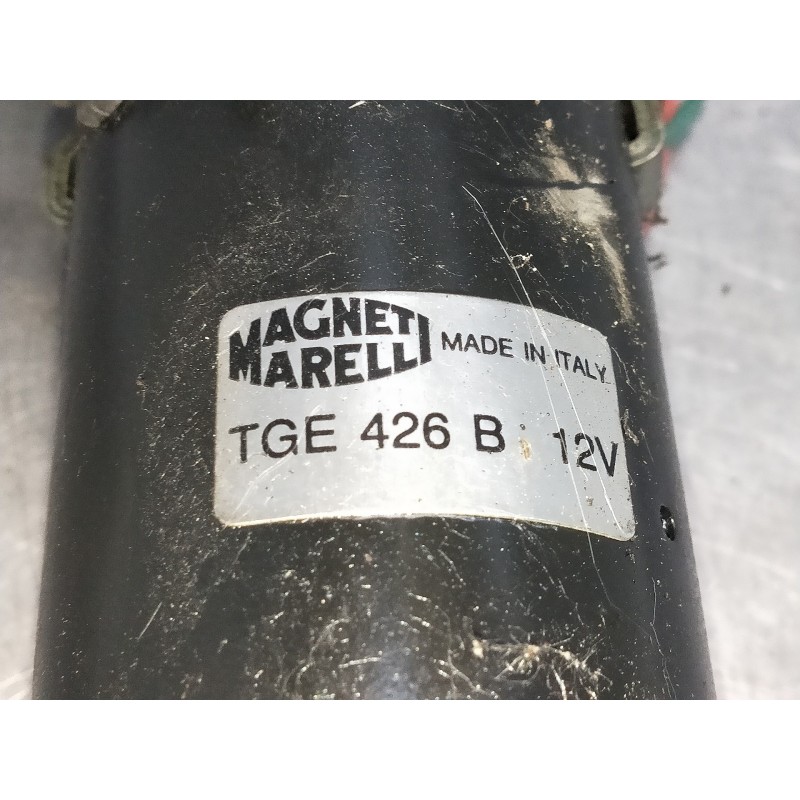 MAGNETI
MARELLI
MADE IN ITALY
TGE 426 B 12V